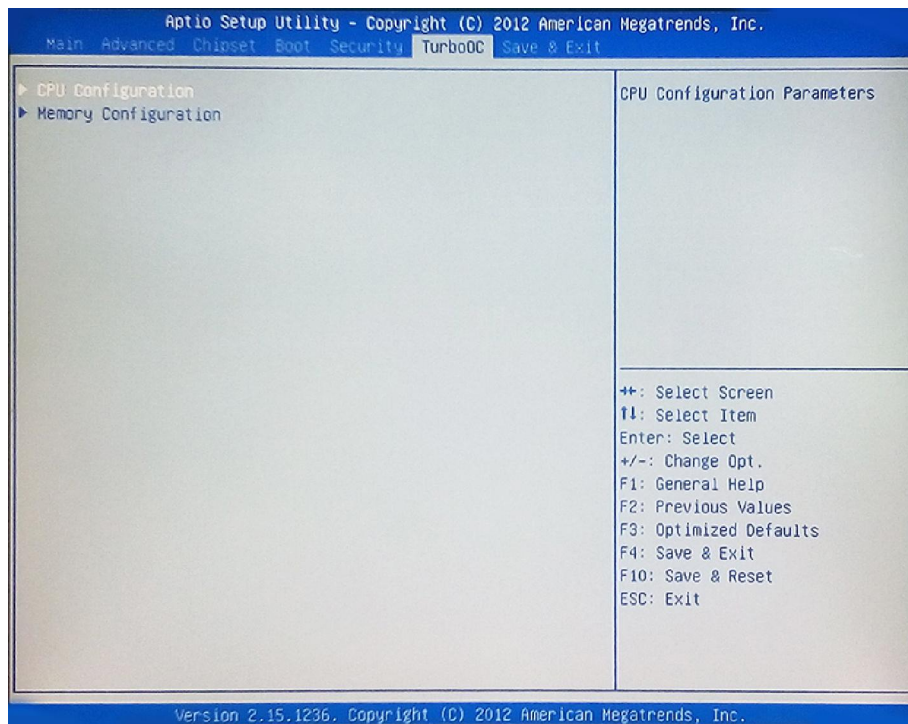 Aptio Setup Utility - Copyright (C) 2012 American Megatrends, Inc.
Main Advanced Chipset Boot Security TurboOC Save & Exit
▶ CPU Configuration
▶ Memory Configuration
CPU Configuration Parameters
→←: Select Screen
↑↓: Select Item
Enter: Select
+/-: Change Opt.
F1: General Help
F2: Previous Values
F3: Optimized Defaults
F4: Save & Exit
F10: Save & Reset
ESC: Exit
Version 2.15.1236. Copyright (C) 2012 American Megatrends, Inc.